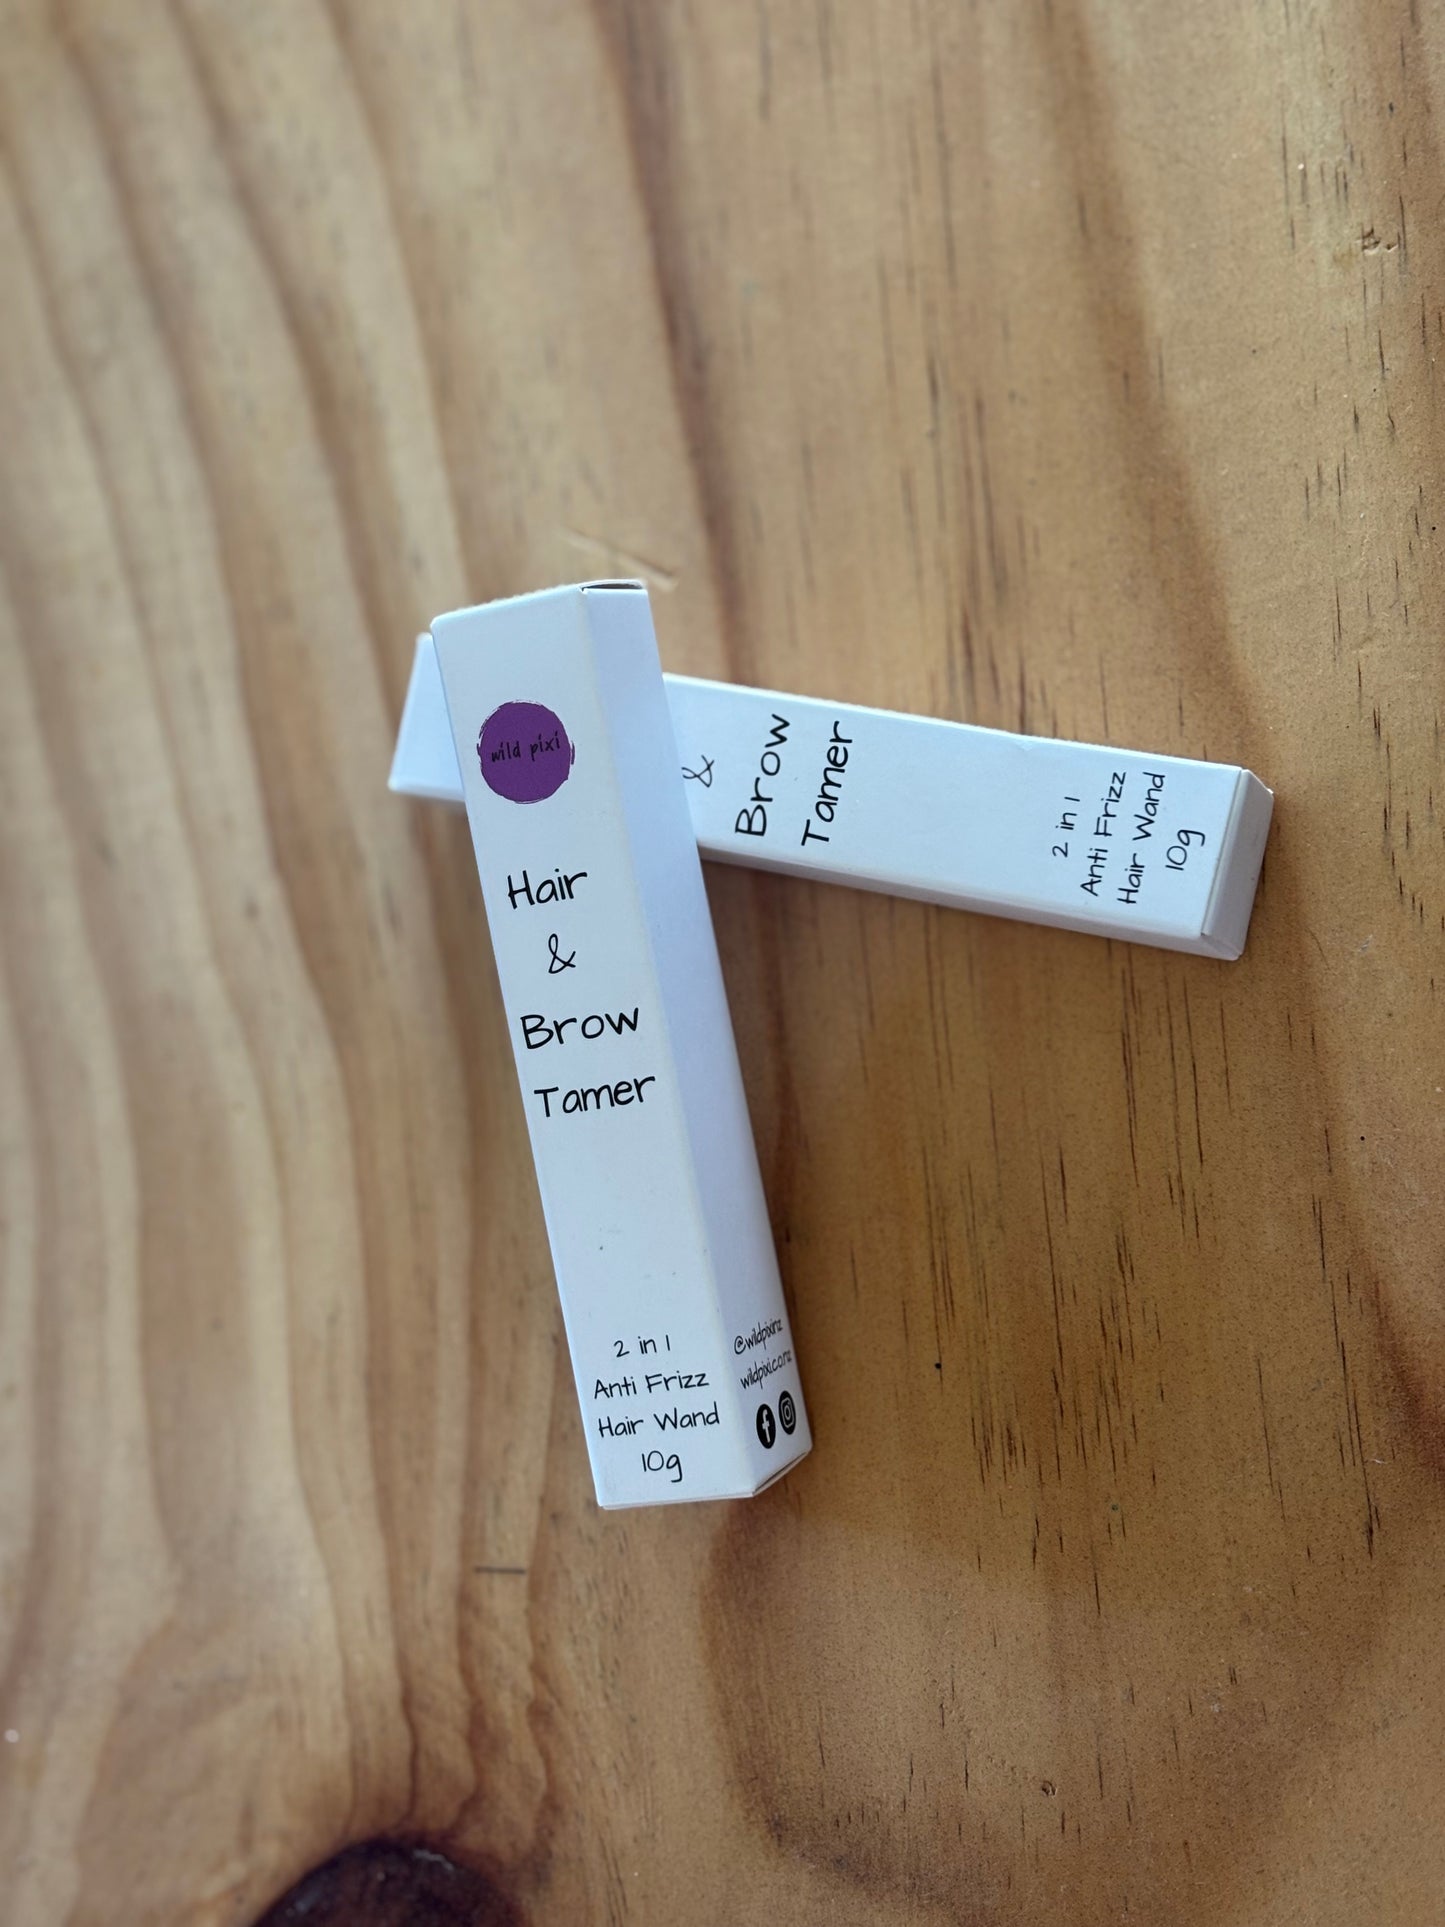 wild pixi
Hair
&
Brow
Tamer
2 in 1
Anti Frizz
Hair Wand
10g
@wildpixinz
wildpixi.co.nz
&
Brow
Tamer
2 in 1
Anti Frizz
Hair Wand
10g